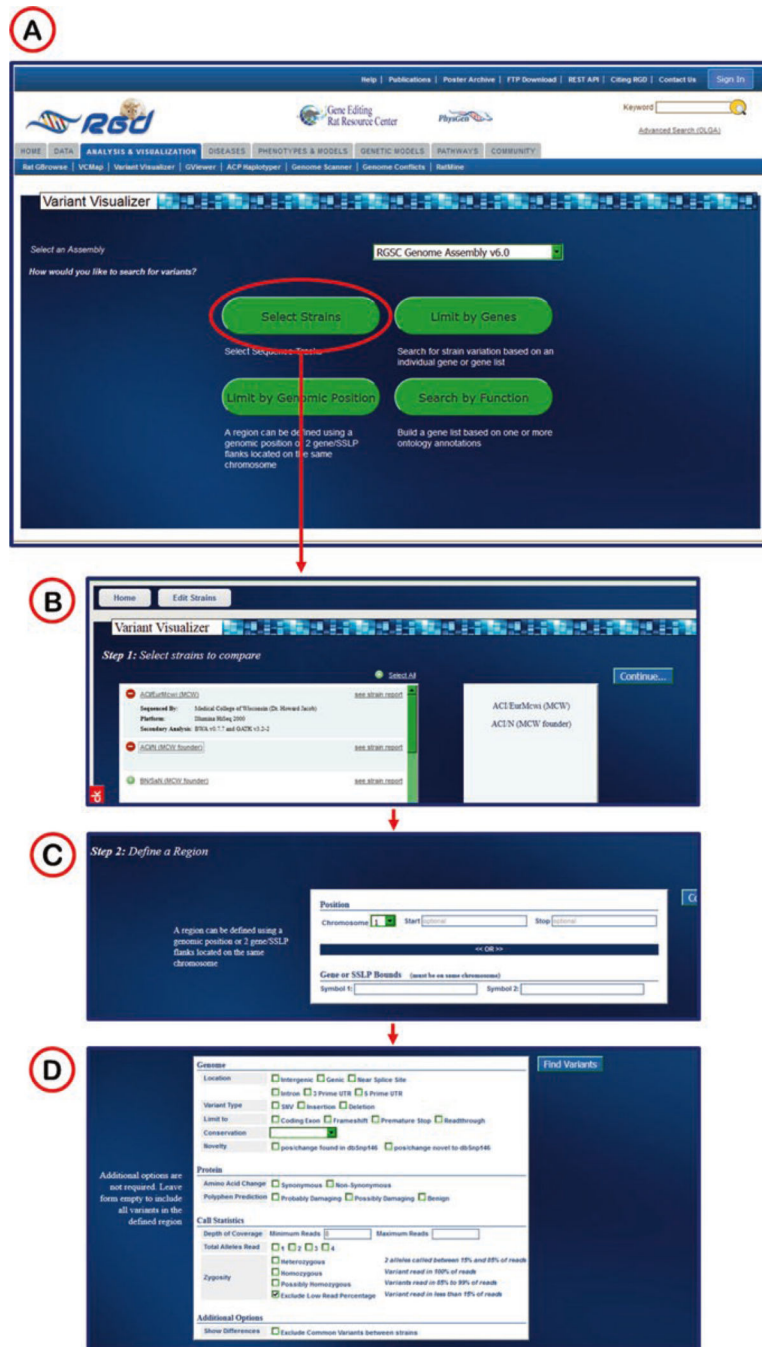 A
Help | Publications | Poster Archive | FTP Download | REST API | Citing RGD | Contact Us Sign In
RGD
Gene Editing
Rat Resource Center
PhysGen
Keyword
Advanced Search (OLGA)
HOME DATA ANALYSIS & VISUALIZATION DISEASES PHENOTYPES & MODELS GENETIC MODELS PATHWAYS COMMUNITY
Rat GBrowse | VCMap | Variant Visualizer | GViewer | ACP Haplotyper | Genome Scanner | Genome Conflicts | RatMine
Variant Visualizer
Select an Assembly
RGSC Genome Assembly v6.0
How would you like to search for variants?
Select Strains
Limit by Genes
Select Sequence Tracks
Search for strain variation based on an
individual gene or gene list
Limit by Genomic Position
Search by Function
A region can be defined using a
genomic position or 2 gene/SSLP
flanks located on the same
chromosome
Build a gene list based on one or more
ontology annotations
B
Home Edit Strains
Variant Visualizer
Step 1: Select strains to compare
Select All
Continue...
ACI/EurMcwi (MCW) see strain report
Sequenced By: Medical College of Wisconsin (Dr. Howard Jacob)
Platform: Illumina HiSeq 2000
Secondary Analysis: BWA v0.7.7 and GATK v3.2-2
ACI/N (MCW founder) see strain report
BN/SsN (MCW founder) see strain report
ACI/EurMcwi (MCW)
ACI/N (MCW founder)
ck
C
Step 2: Define a Region
A region can be defined using a
genomic position or 2 gene/SSLP
flanks located on the same
chromosome
Position
Chromosome 1 Start optional Stop optional
<< OR >>
Gene or SSLP Bounds (must be on same chromosome)
Symbol 1: Symbol 2:
Co
D
Additional options are
not required. Leave
form empty to include
all variants in the
defined region
Find Variants
Genome
Location Intergenic Genic Near Splice Site
Intron 3 Prime UTR 5 Prime UTR
Variant Type SNV Insertion Deletion
Limit to Coding Exon Frameshift Premature Stop Readthrough
Conservation
Novelty pos/change found in dbSnp146 pos/change novel to dbSnp146
Protein
Amino Acid Change Synonymous Non-Synonymous
Polyphen Prediction Probably Damaging Possibly Damaging Benign
Call Statistics
Depth of Coverage Minimum Reads Maximum Reads
Total Alleles Read 1 2 3 4
Zygosity
Heterozygous 2 alleles called between 15% and 85% of reads
Homozygous Variant read in 100% of reads
Possibly Homozygous Variants read in 85% to 99% of reads
Exclude Low Read Percentage Variant read in less than 15% of reads
Additional Options
Show Differences Exclude Common Variants between strains